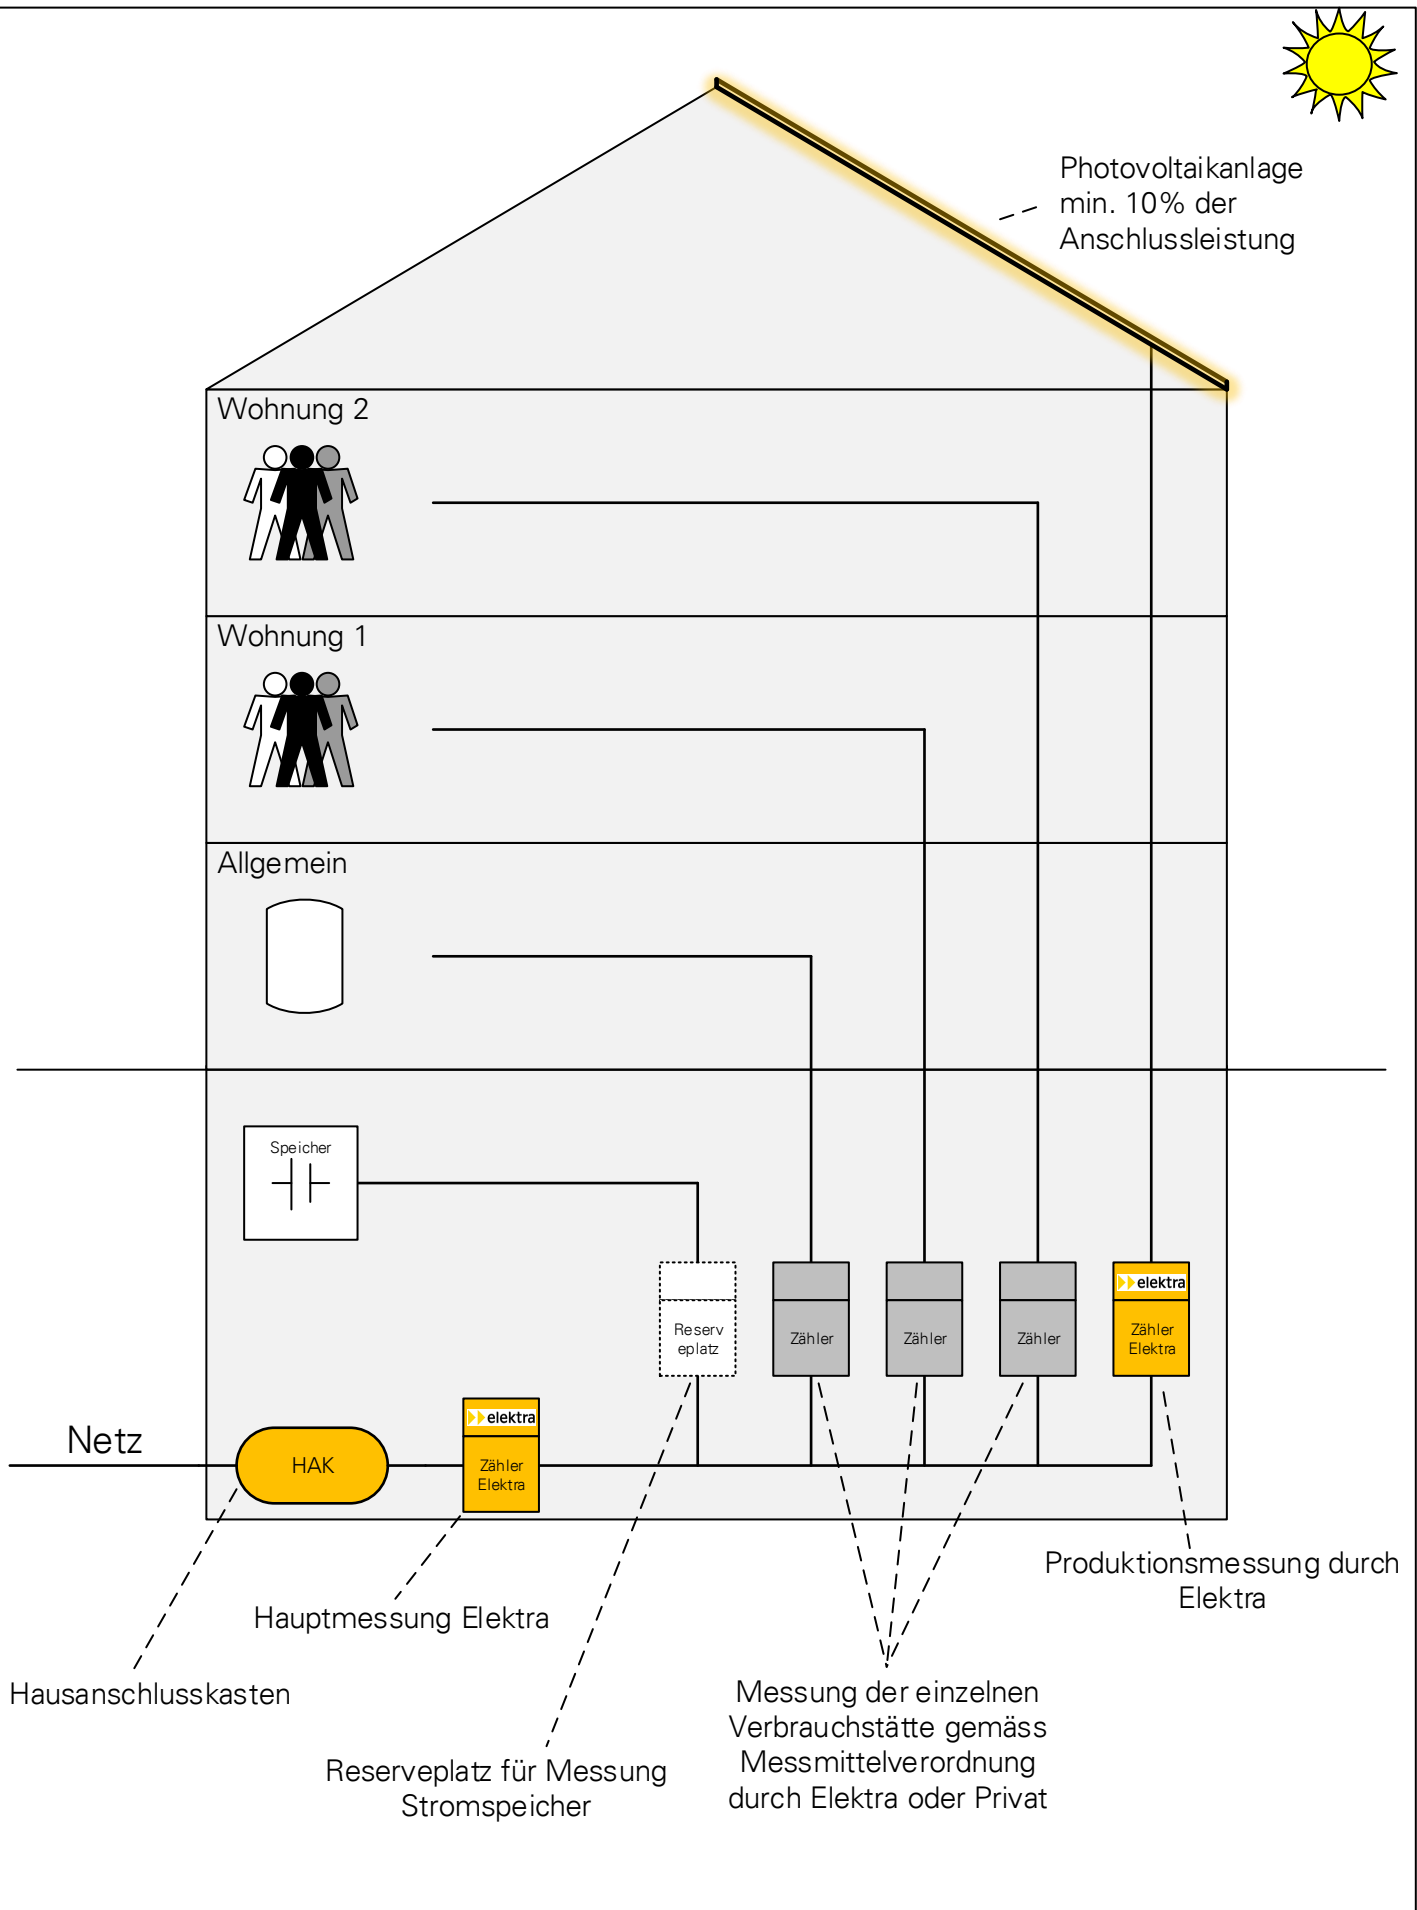 Photovoltaikanlage
min. 10% der
Anschlussleistung
Wohnung 2
Wohnung 1
Allgemein
Speicher
elektra
Reserv
eplatz
Zähler
Zähler
Zähler
Zähler
Elektra
elektra
Netz
HAK
Zähler
Elektra
Produktionsmessung durch
Elektra
Hauptmessung Elektra
Hausanschlusskasten
Messung der einzelnen
Verbrauchstätte gemäss
Messmittelverordnung
durch Elektra oder Privat
Reserveplatz für Messung
Stromspeicher